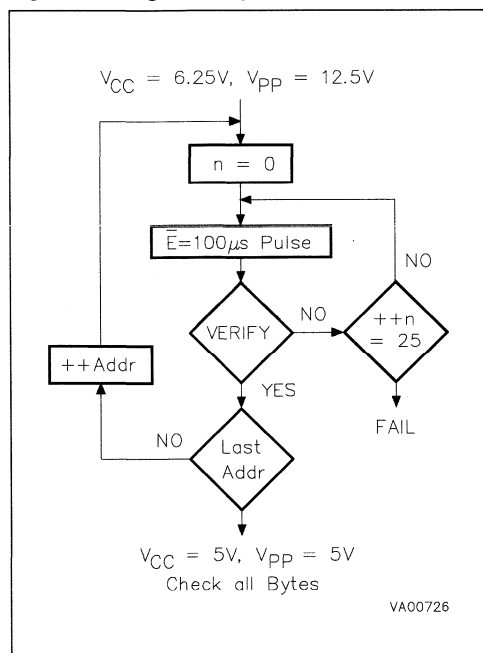 V_CC = 6.25V, V_PP = 12.5V
n = 0
E̅=100µs Pulse
NO
VERIFY
NO
++n
= 25
++Addr
YES
FAIL
NO
Last
Addr
V_CC = 5V, V_PP = 5V
Check all Bytes
VA00726